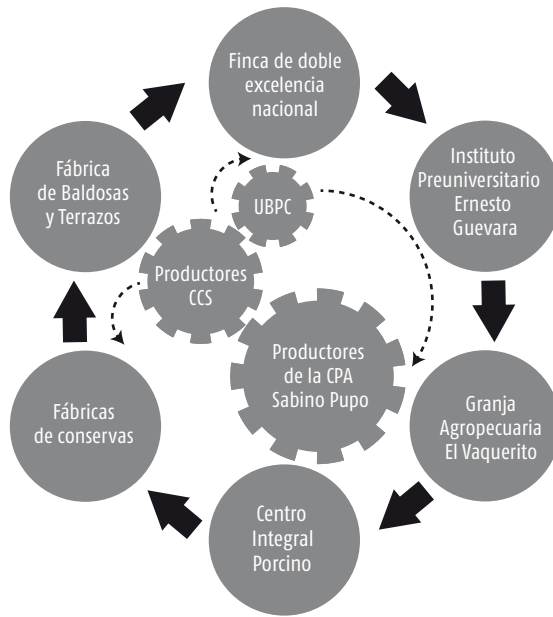 Finca de doble
excelencia
nacional
Instituto
Preuniversitario
Ernesto
Guevara
Granja
Agropecuaria
El Vaquerito
Centro
Integral
Porcino
Fábricas
de conservas
Fábrica
de Baldosas
y Terrazos
UBPC
Productores
CCS
Productores
de la CPA
Sabino Pupo